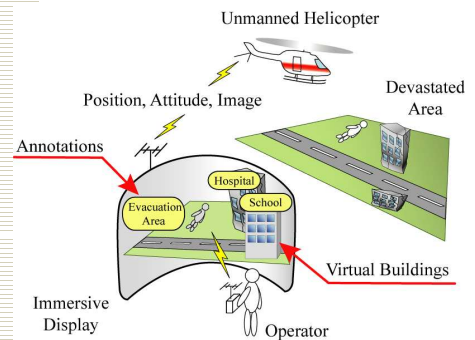 Unmanned Helicopter
Devastated
Area
Position, Attitude, Image
Annotations
Hospital
School
Evacuation
Area
Virtual Buildings
Immersive
Display
Operator